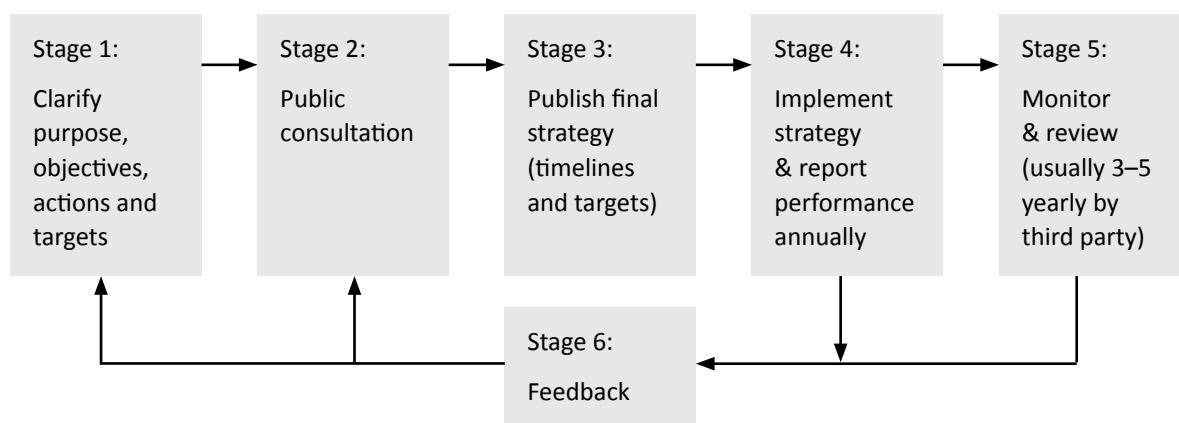 Stage 1:
Clarify
purpose,
objectives,
actions and
targets
Stage 2:
Public
consultation
Stage 3:
Publish final
strategy
(timelines
and targets)
Stage 4:
Implement
strategy
& report
performance
annually
Stage 5:
Monitor
& review
(usually 3–5
yearly by
third party)
Stage 6:
Feedback